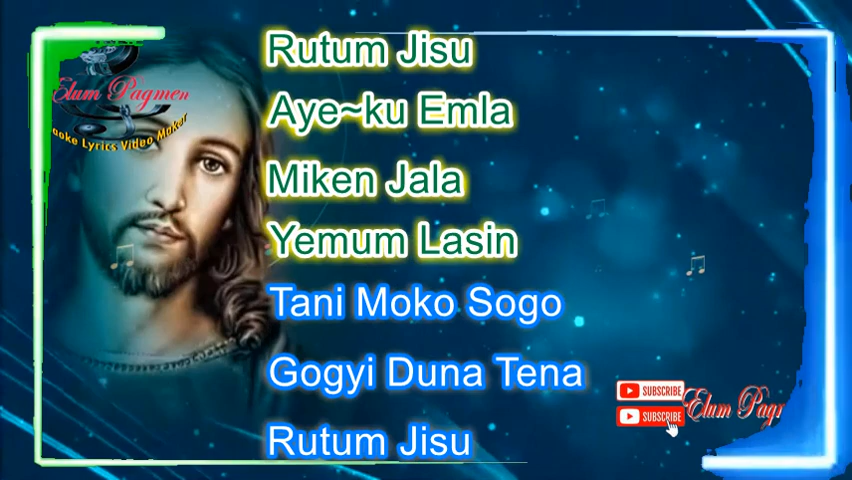 Rutum Jisu
Aye~ku Emla
Miken Jala
Yemum Lasin
Tani Moko Sogo
Gogyi Duna Tena
Rutum Jisu
Elum Pagmen
aoke Lyrics Video Maker
SUBSCRIBE
SUBSCRIBE
Elum Pagr